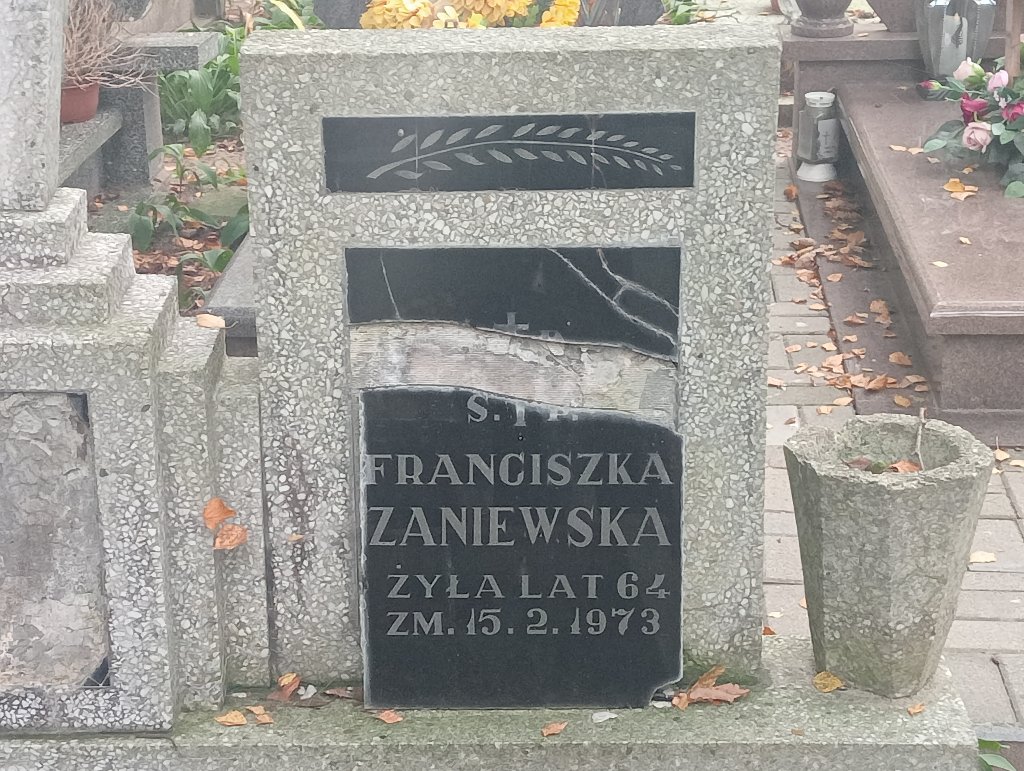 Ś. † P.
FRANCISZKA
ZANIEWSKA
ŻYŁA LAT 64
ZM. 15. 2. 1973